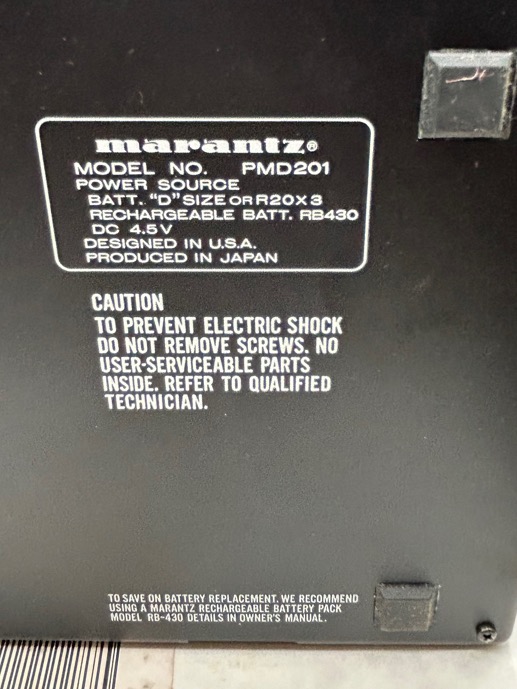 marantz®
MODEL NO. PMD201
POWER SOURCE
BATT. "D" SIZE OR R20X3
RECHARGEABLE BATT. RB430
DC 4.5V
DESIGNED IN U.S.A.
PRODUCED IN JAPAN
CAUTION
TO PREVENT ELECTRIC SHOCK
DO NOT REMOVE SCREWS. NO
USER-SERVICEABLE PARTS
INSIDE. REFER TO QUALIFIED
TECHNICIAN.
TO SAVE ON BATTERY REPLACEMENT, WE RECOMMEND
USING A MARANTZ RECHARGEABLE BATTERY PACK
MODEL RB-430 DETAILS IN OWNER'S MANUAL.